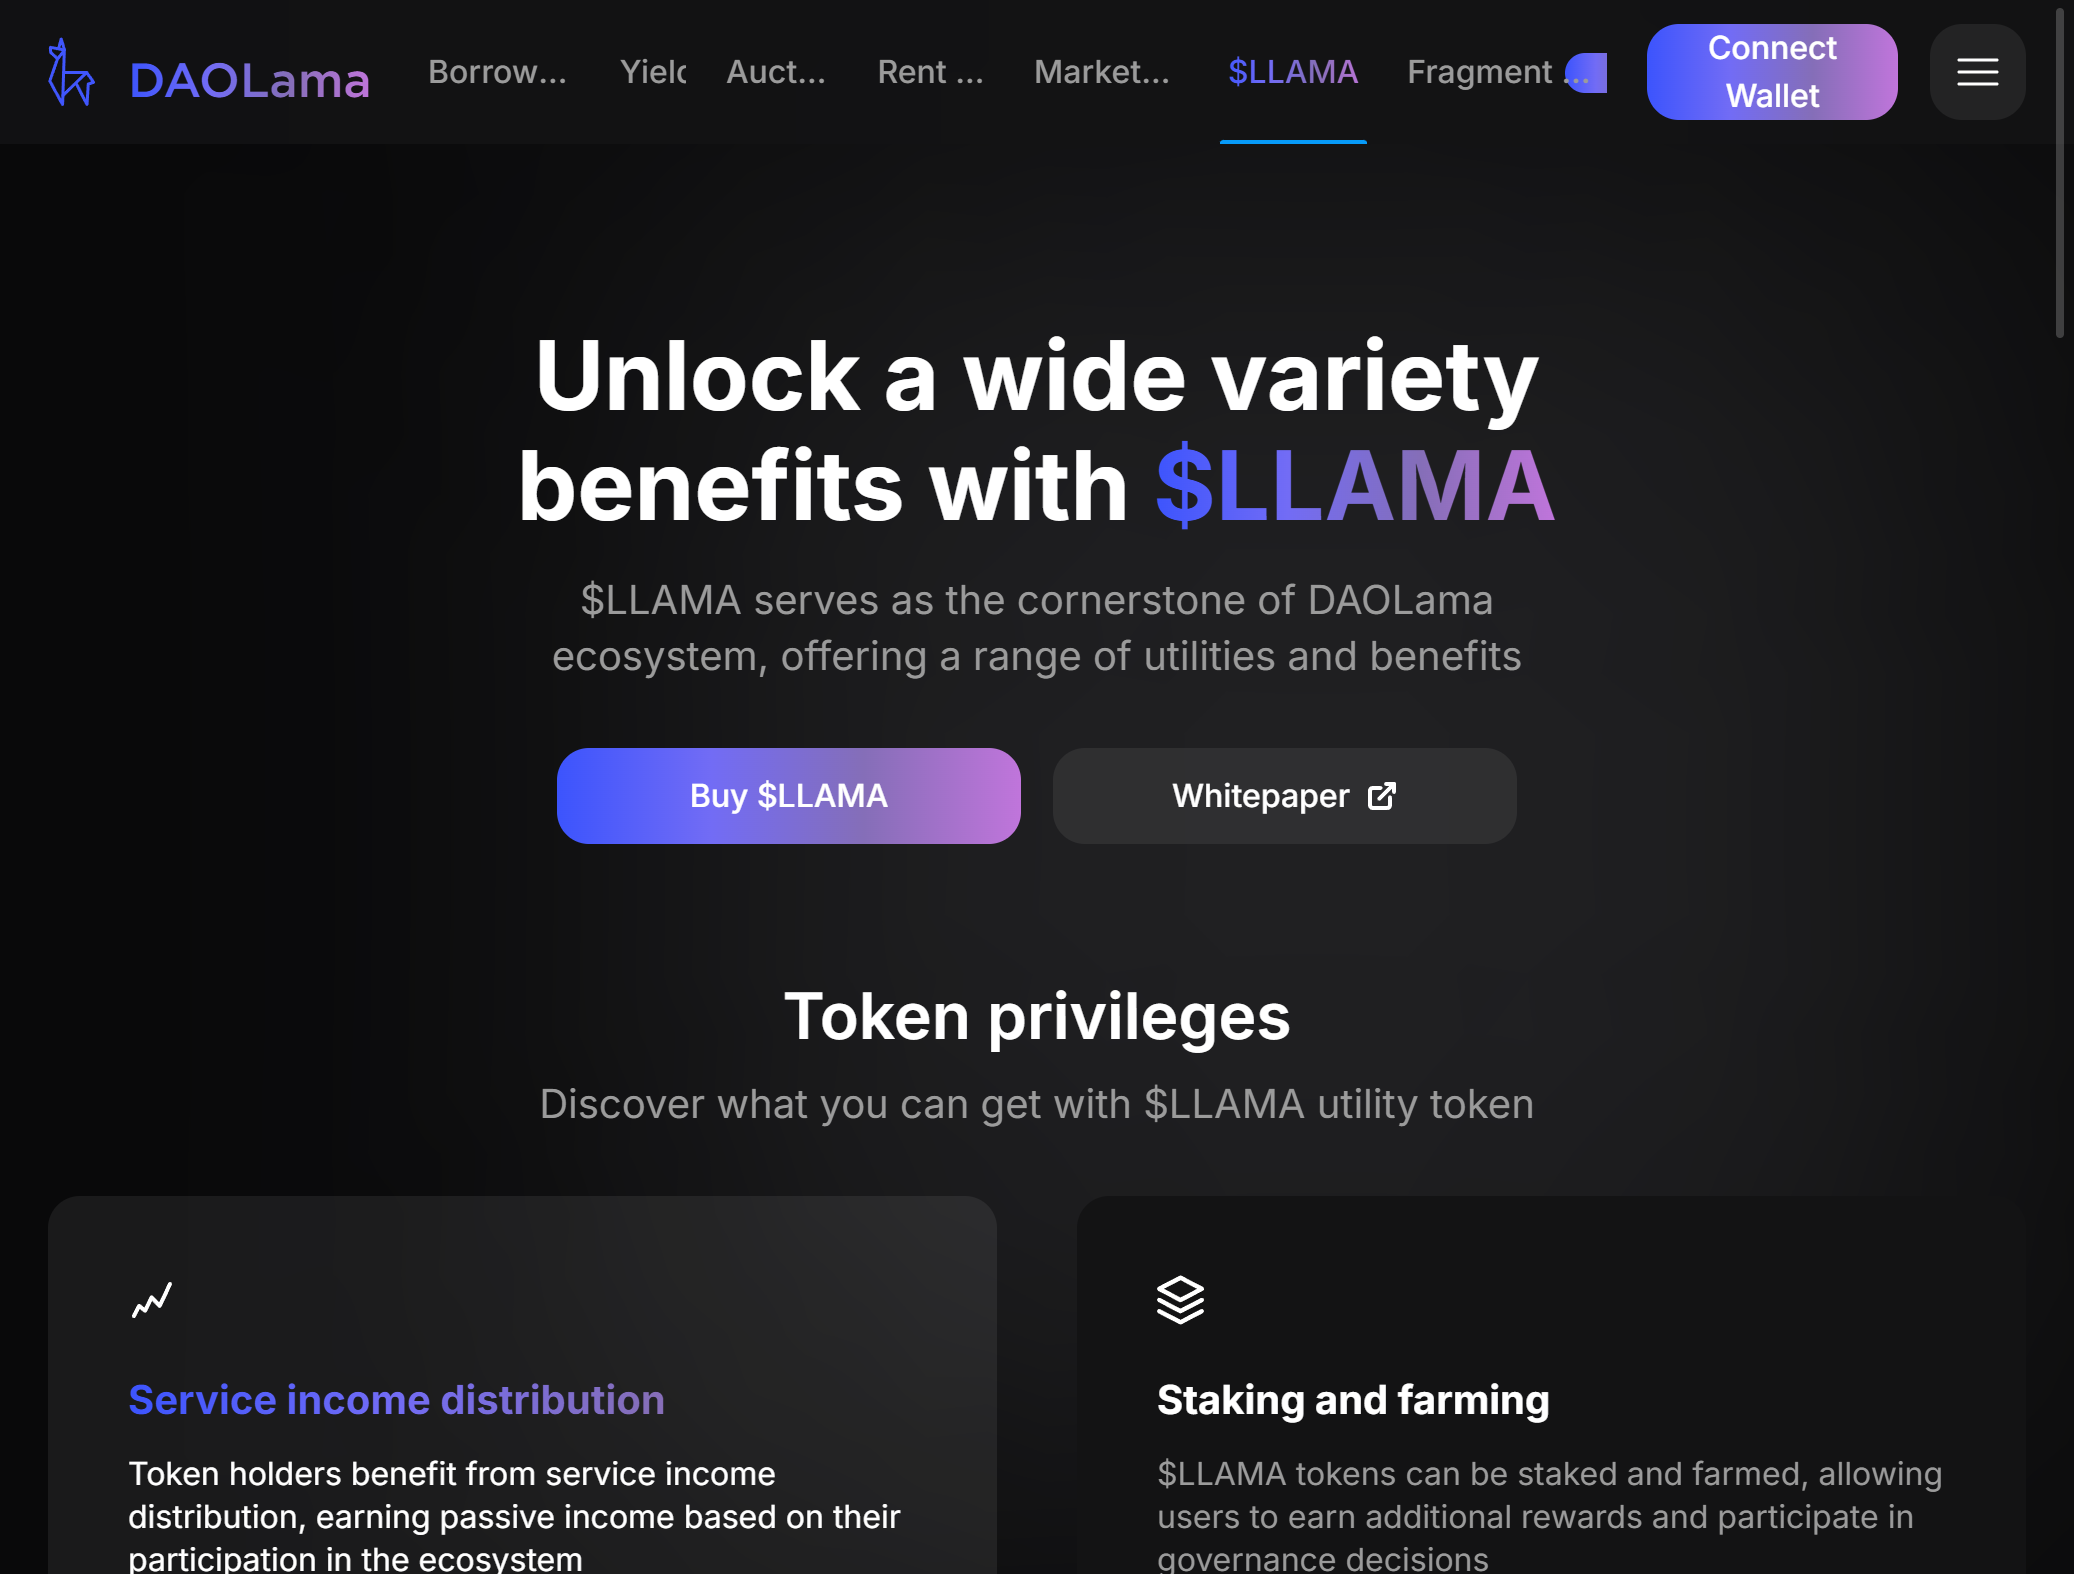 DAOLama
Borrow...
Yield
Auct...
Rent ...
Market...
$LLAMA
Fragment ...
Connect
Wallet
Unlock a wide variety
benefits with $LLAMA
$LLAMA serves as the cornerstone of DAOLama
ecosystem, offering a range of utilities and benefits
Buy $LLAMA
Whitepaper
Token privileges
Discover what you can get with $LLAMA utility token
Service income distribution
Token holders benefit from service income
distribution, earning passive income based on their
participation in the ecosystem
Staking and farming
$LLAMA tokens can be staked and farmed, allowing
users to earn additional rewards and participate in
governance decisions